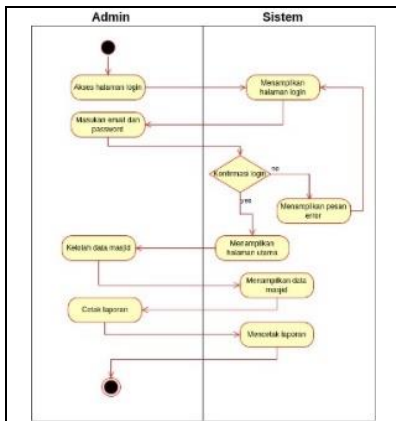 Admin
Sistem
Akses halaman login
Menampilkan
halaman login
Masukan email dan
password
Konfirmasi login
no
yes
Menampilkan pesan
error
Kelolah data masjid
Menampilkan
halaman utama
Menampilkan data
masjid
Cetak laporan
Mencetak laporan